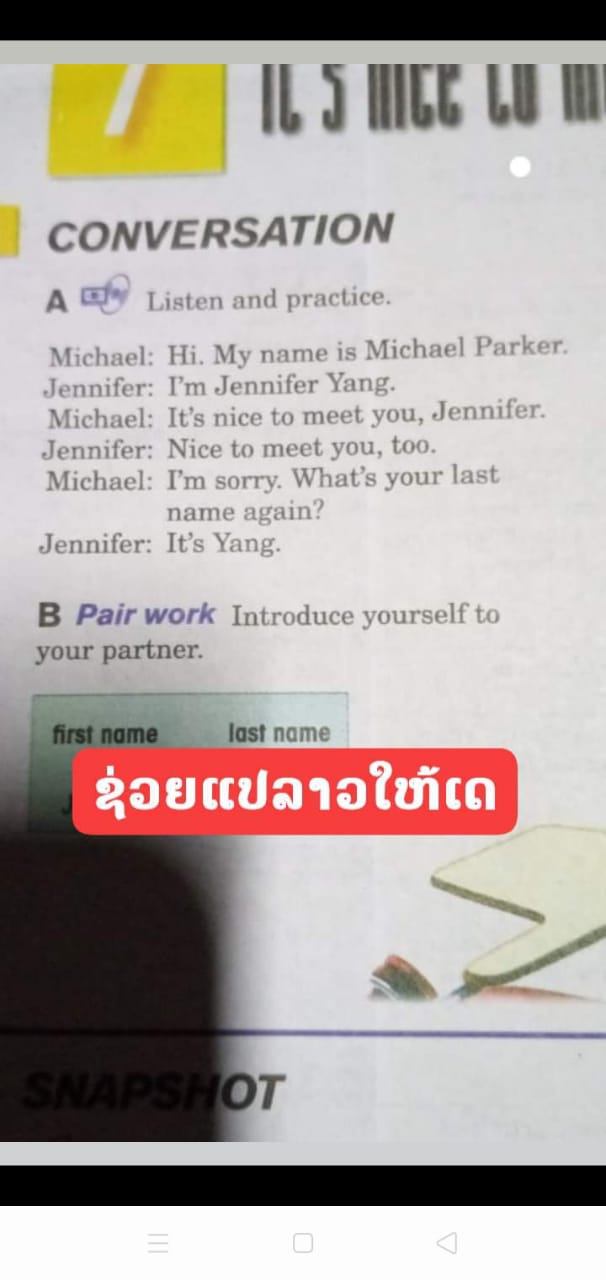 It's nice to
CONVERSATION
A Listen and practice.
Michael: Hi. My name is Michael Parker.
Jennifer: I'm Jennifer Yang.
Michael: It's nice to meet you, Jennifer.
Jennifer: Nice to meet you, too.
Michael: I'm sorry. What's your last
name again?
Jennifer: It's Yang.
B Pair work Introduce yourself to
your partner.
first name last name
ຊ່ອຍແປລາວໃຫ້ເດ
SNAPSHOT